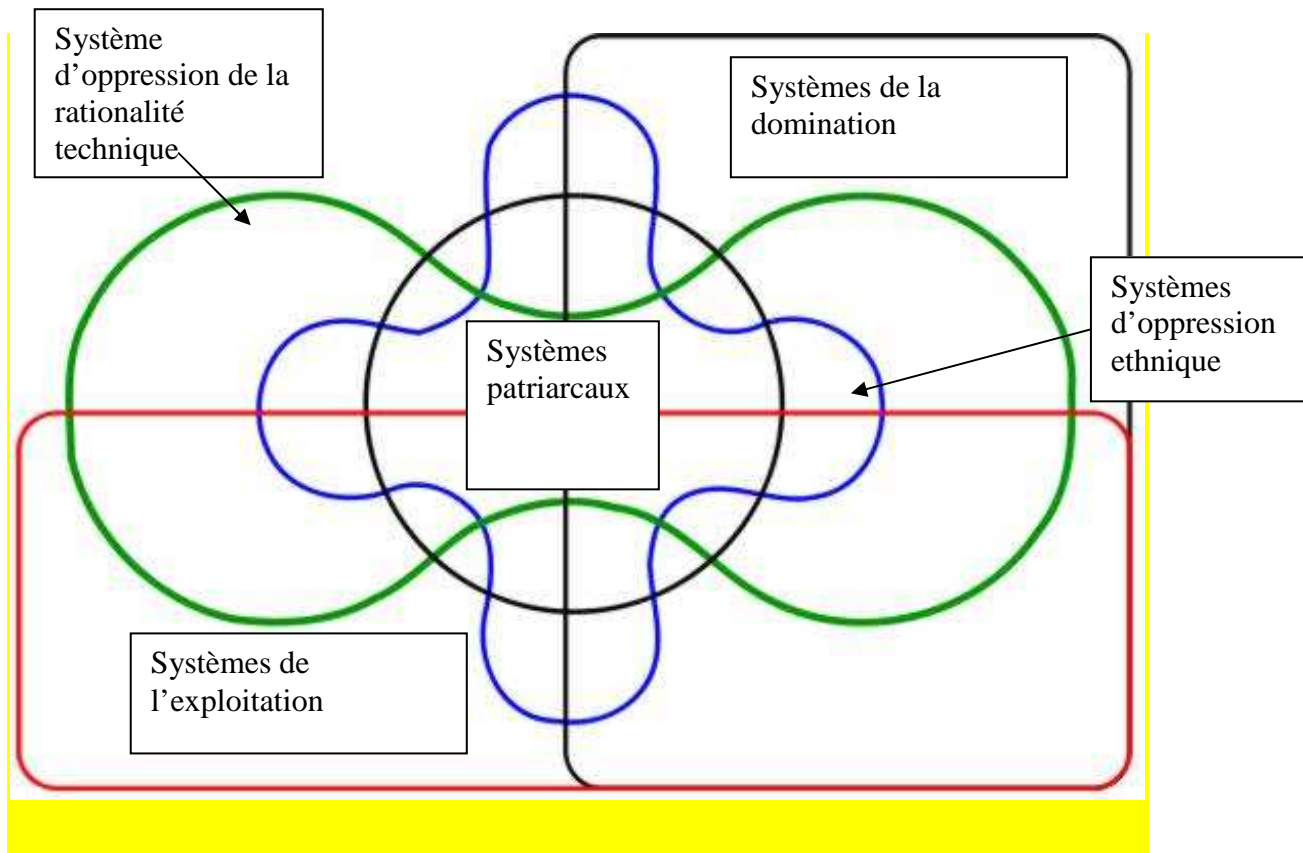 Système
d’oppression de la
rationalité
technique
Systèmes de la
domination
Systèmes
d’oppression
ethnique
Systèmes
patriarcaux
Systèmes de
l’exploitation